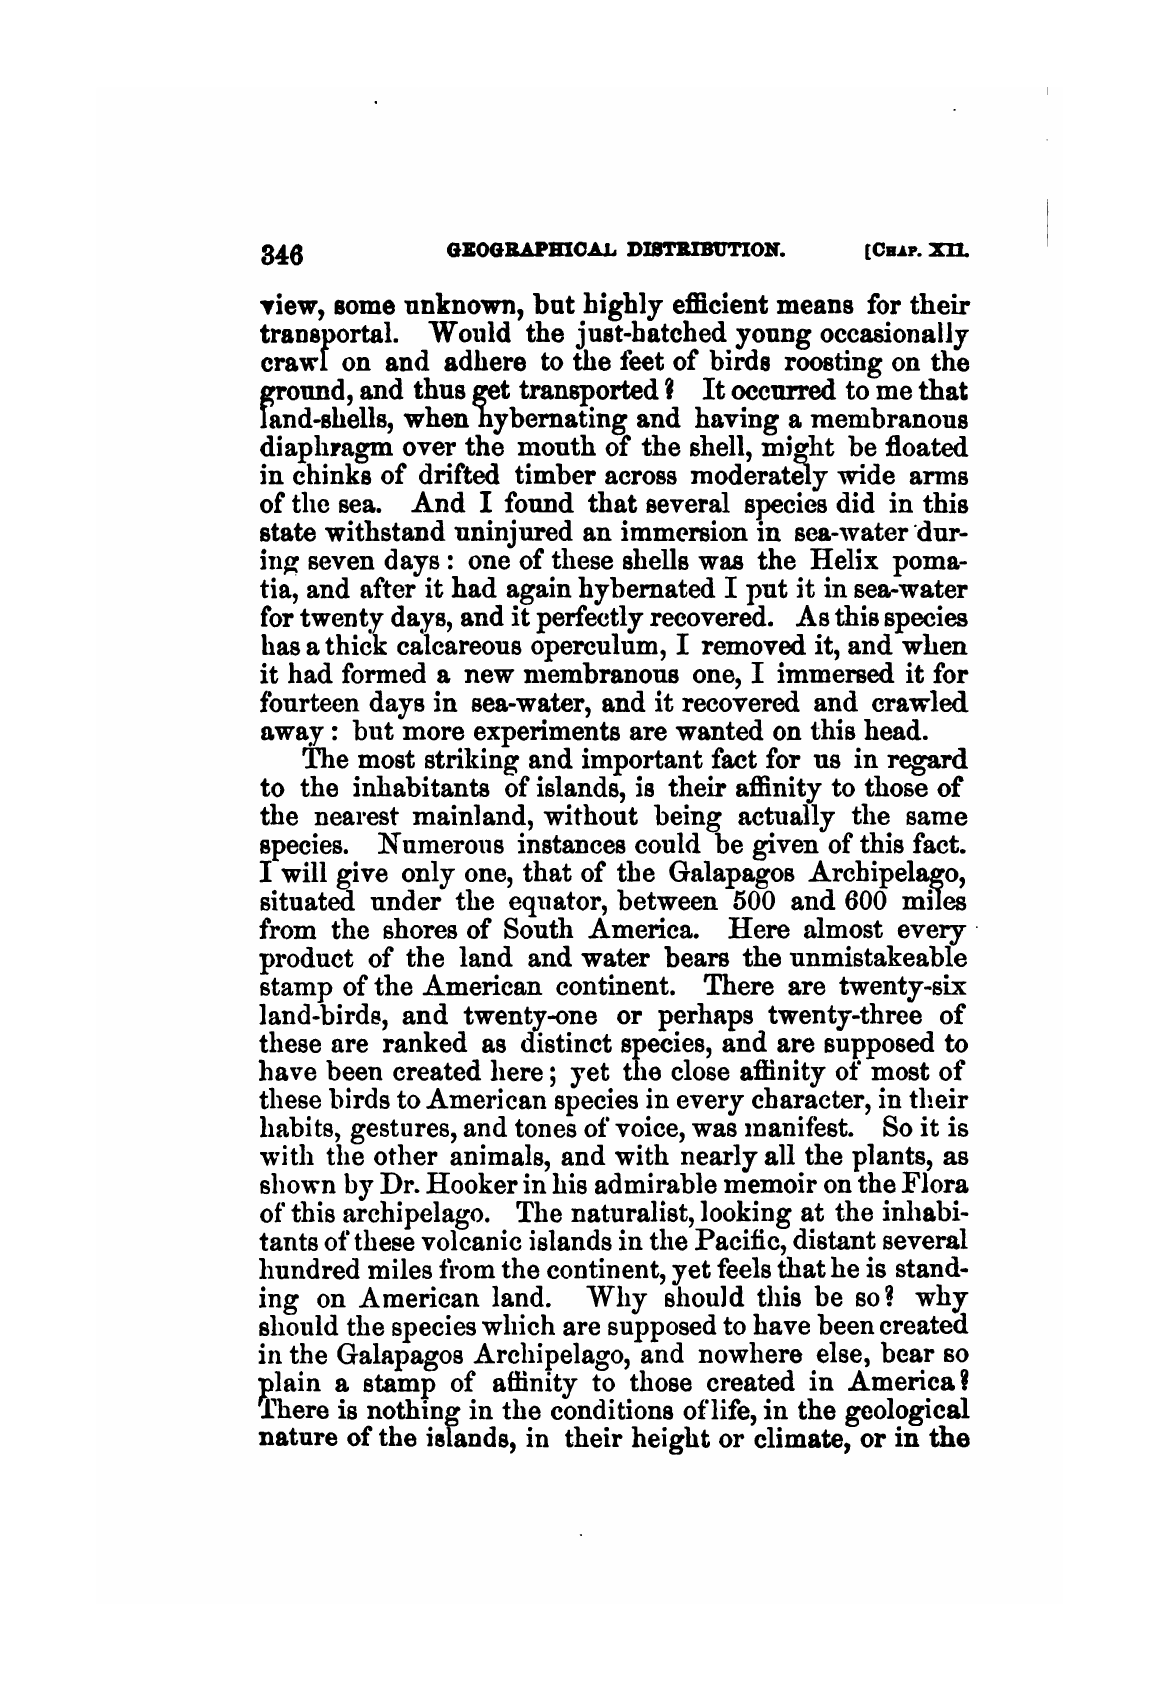 346 GEOGRAPHICAL DISTRIBUTION. [CHAP. XII.
view, some unknown, but highly efficient means for their
transportal. Would the just-hatched young occasionally
crawl on and adhere to the feet of birds roosting on the
ground, and thus get transported? It occurred to me that
land-shells, when hybernating and having a membranous
diaphragm over the mouth of the shell, might be floated
in chinks of drifted timber across moderately wide arms
of the sea. And I found that several species did in this
state withstand uninjured an immersion in sea-water dur-
ing seven days: one of these shells was the Helix poma-
tia, and after it had again hybernated I put it in sea-water
for twenty days, and it perfectly recovered. As this species
has a thick calcareous operculum, I removed it, and when
it had formed a new membranous one, I immersed it for
fourteen days in sea-water, and it recovered and crawled
away: but more experiments are wanted on this head.
The most striking and important fact for us in regard
to the inhabitants of islands, is their affinity to those of
the nearest mainland, without being actually the same
species. Numerous instances could be given of this fact.
I will give only one, that of the Galapagos Archipelago,
situated under the equator, between 500 and 600 miles
from the shores of South America. Here almost every
product of the land and water bears the unmistakeable
stamp of the American continent. There are twenty-six
land-birds, and twenty-one or perhaps twenty-three of
these are ranked as distinct species, and are supposed to
have been created here; yet the close affinity of most of
these birds to American species in every character, in their
habits, gestures, and tones of voice, was manifest. So it is
with the other animals, and with nearly all the plants, as
shown by Dr. Hooker in his admirable memoir on the Flora
of this archipelago. The naturalist, looking at the inhabi-
tants of these volcanic islands in the Pacific, distant several
hundred miles from the continent, yet feels that he is stand-
ing on American land. Why should this be so? why
should the species which are supposed to have been created
in the Galapagos Archipelago, and nowhere else, bear so
plain a stamp of affinity to those created in America?
There is nothing in the conditions of life, in the geological
nature of the islands, in their height or climate, or in the